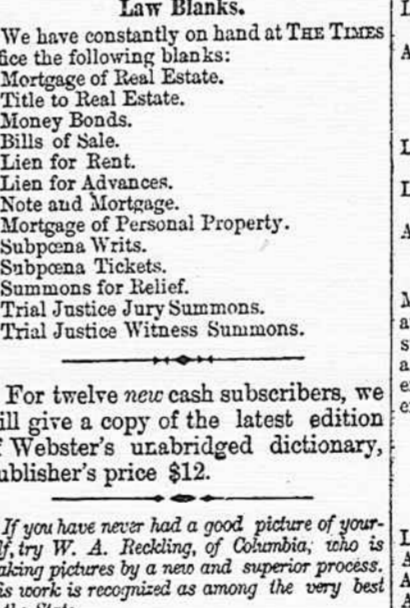 Law Blanks.
We have constantly on hand at THE TIMES
fice the following blanks:
Mortgage of Real Estate.
Title to Real Estate.
Money Bonds.
Bills of Sale.
Lien for Rent.
Lien for Advances.
Note and Mortgage.
Mortgage of Personal Property.
Subpœna Writs.
Subpœna Tickets.
Summons for Relief.
Trial Justice Jury Summons.
Trial Justice Witness Summons.
For twelve new cash subscribers, we
ill give a copy of the latest edition
f Webster's unabridged dictionary,
ublisher's price $12.
If you have never had a good picture of your-
lf, try W. A. Reckling, of Columbia, who is
aking pictures by a new and superior process.
is work is recognized as among the very best
the State